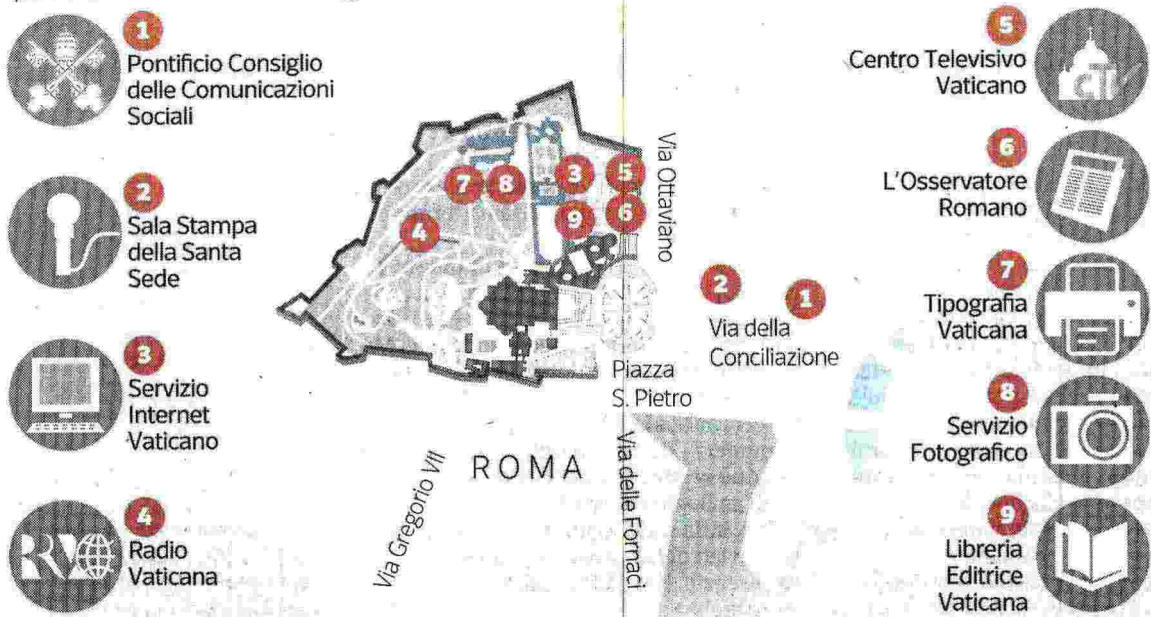 1
Pontificio Consiglio
delle Comunicazioni
Sociali
2
Sala Stampa
della Santa
Sede
3
Servizio
Internet
Vaticano
4
Radio
Vaticana
RV
7
8
3
5
9
6
4
2
1
Via Ottaviano
Via della
Conciliazione
Piazza
S. Pietro
ROMA
Via Gregorio VII
Via delle Fornaci
5
Centro Televisivo
Vaticano
CTV
6
L'Osservatore
Romano
7
Tipografia
Vaticana
8
Servizio
Fotografico
9
Libreria
Editrice
Vaticana